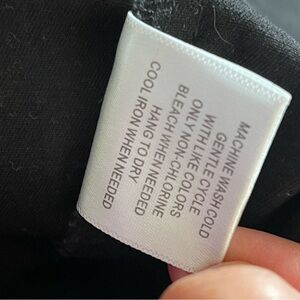 MACHINE WASH COLD
GENTLE CYCLE
WITH LIKE COLORS
ONLY NON-CHLORINE
BLEACH WHEN NEEDED
HANG TO DRY
COOL IRON WHEN NEEDED